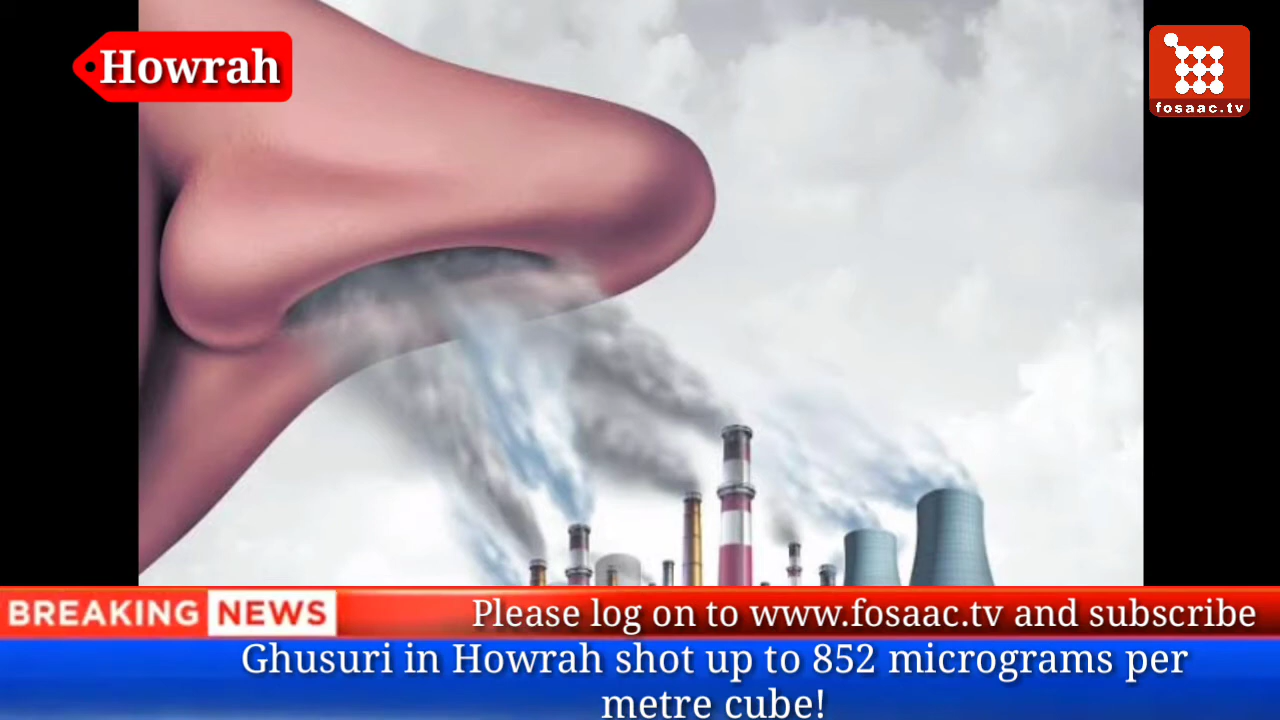 Howrah
fosaac.tv
BREAKING NEWS
Please log on to www.fosaac.tv and subscribe
Ghusuri in Howrah shot up to 852 micrograms per
metre cube!